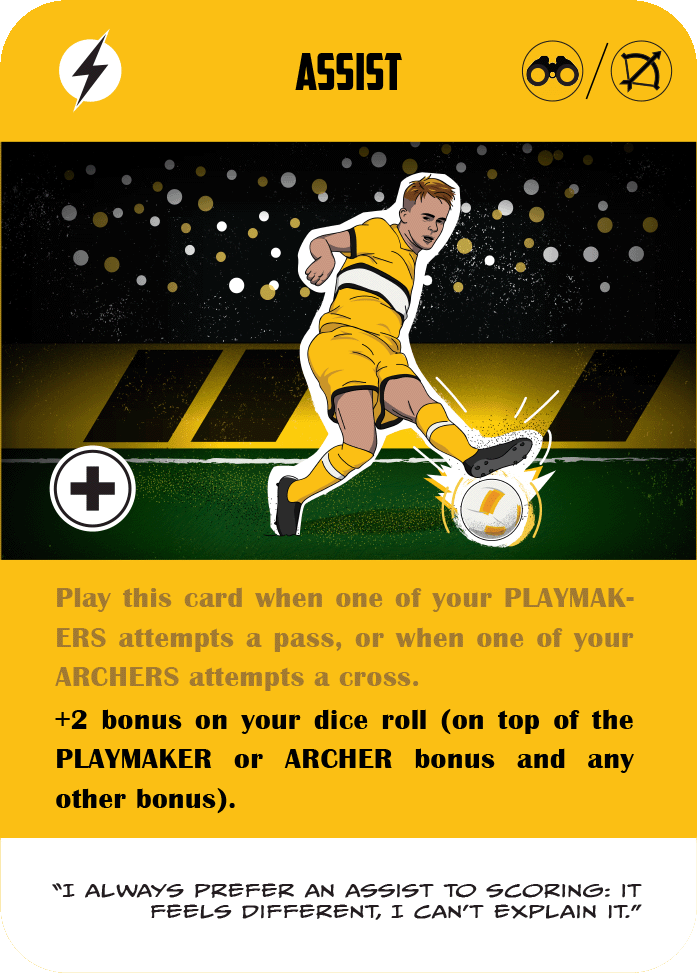 ASSIST
Play this card when one of your PLAYMAK-
ERS attempts a pass, or when one of your
ARCHERS attempts a cross.
+2 bonus on your dice roll (on top of the
PLAYMAKER or ARCHER bonus and any
other bonus).
“I ALWAYS PREFER AN ASSIST TO SCORING: IT
FEELS DIFFERENT, I CAN’T EXPLAIN IT.”